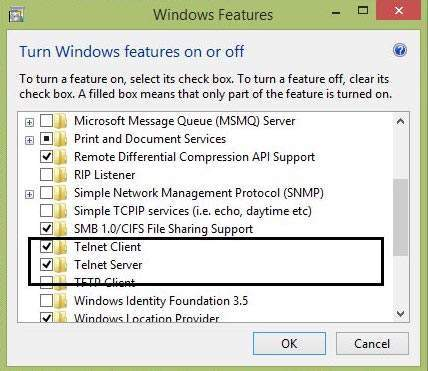 Windows Features
Turn Windows features on or off
To turn a feature on, select its check box. To turn a feature off, clear its
check box. A filled box means that only part of the feature is turned on.
Microsoft Message Queue (MSMQ) Server
Print and Document Services
Remote Differential Compression API Support
RIP Listener
Simple Network Management Protocol (SNMP)
Simple TCPIP services (i.e. echo, daytime etc)
SMB 1.0/CIFS File Sharing Support
Telnet Client
Telnet Server
TFTP Client
Windows Identity Foundation 3.5
Windows Location Provider
OK
Cancel